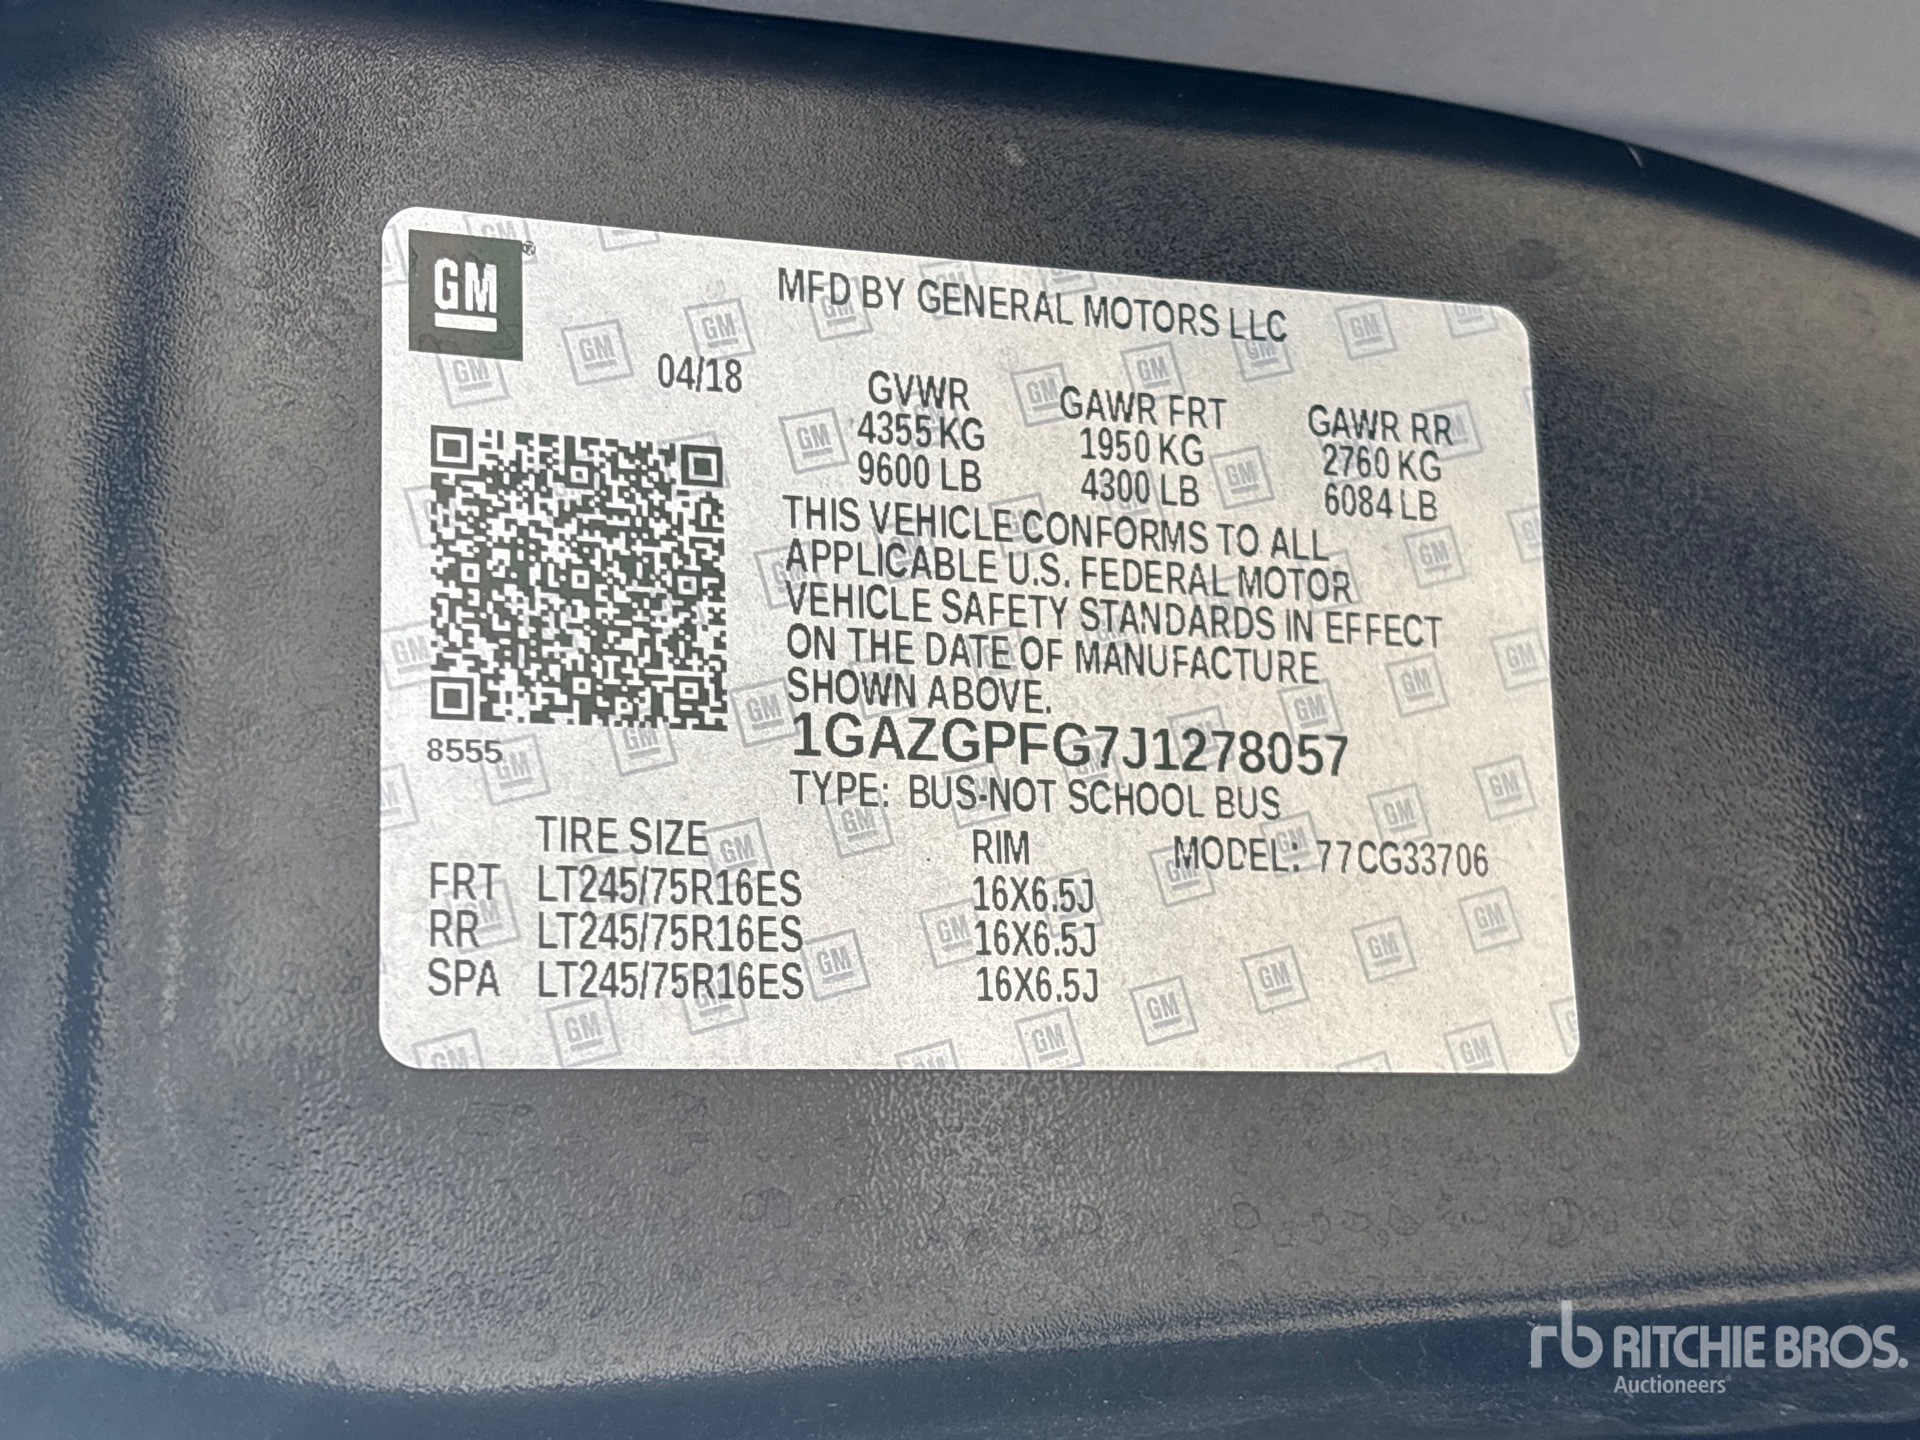 GM®
MFD BY GENERAL MOTORS LLC
04/18
GVWR GAWR FRT GAWR RR
4355 KG 1950 KG 2760 KG
9600 LB 4300 LB 6084 LB
THIS VEHICLE CONFORMS TO ALL
APPLICABLE U.S. FEDERAL MOTOR
VEHICLE SAFETY STANDARDS IN EFFECT
ON THE DATE OF MANUFACTURE
SHOWN ABOVE.
8555
1GAZGPFG7J1278057
TYPE: BUS-NOT SCHOOL BUS
TIRE SIZE RIM MODEL: 77CG33706
FRT LT245/75R16ES 16X6.5J
RR LT245/75R16ES 16X6.5J
SPA LT245/75R16ES 16X6.5J
rb RITCHIE BROS.
Auctioneers